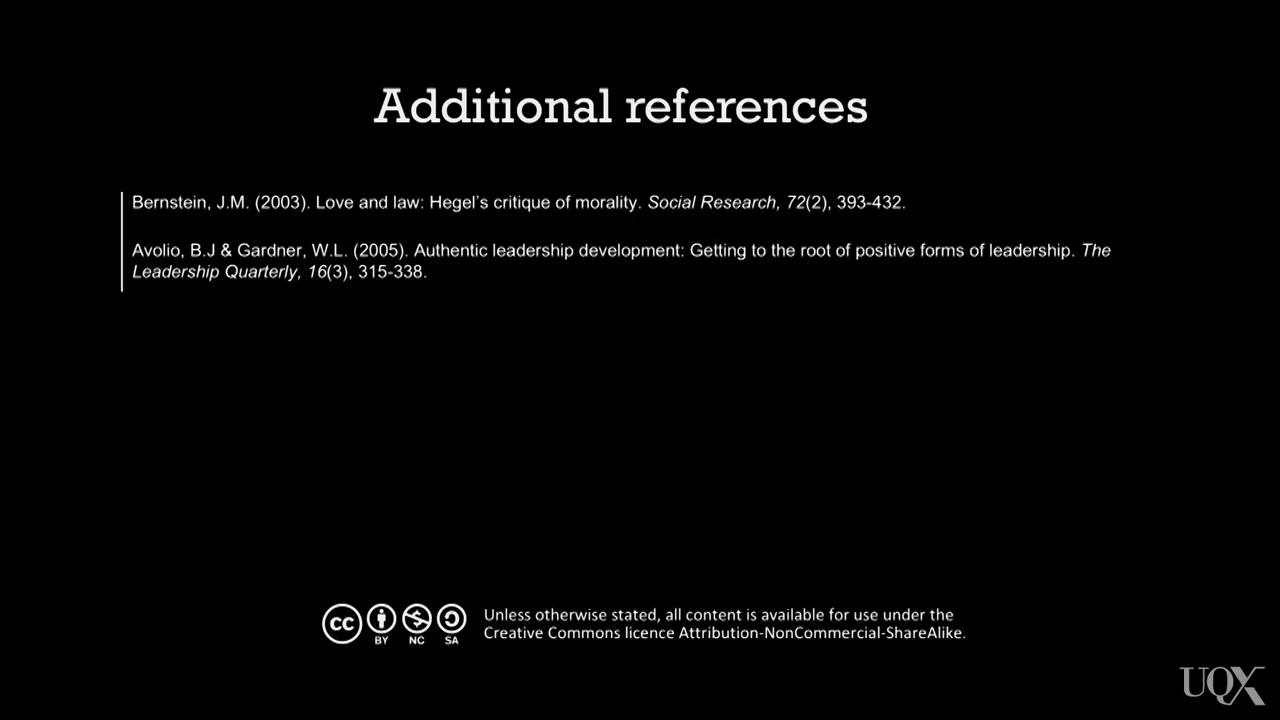 Additional references
Bernstein, J.M. (2003). Love and law: Hegel's critique of morality. Social Research, 72(2), 393-432.
Avolio, B.J & Gardner, W.L. (2005). Authentic leadership development: Getting to the root of positive forms of leadership. The
Leadership Quarterly, 16(3), 315-338.
Unless otherwise stated, all content is available for use under the
Creative Commons licence Attribution-NonCommercial-ShareAlike.
CC
BY NC SA
UQX